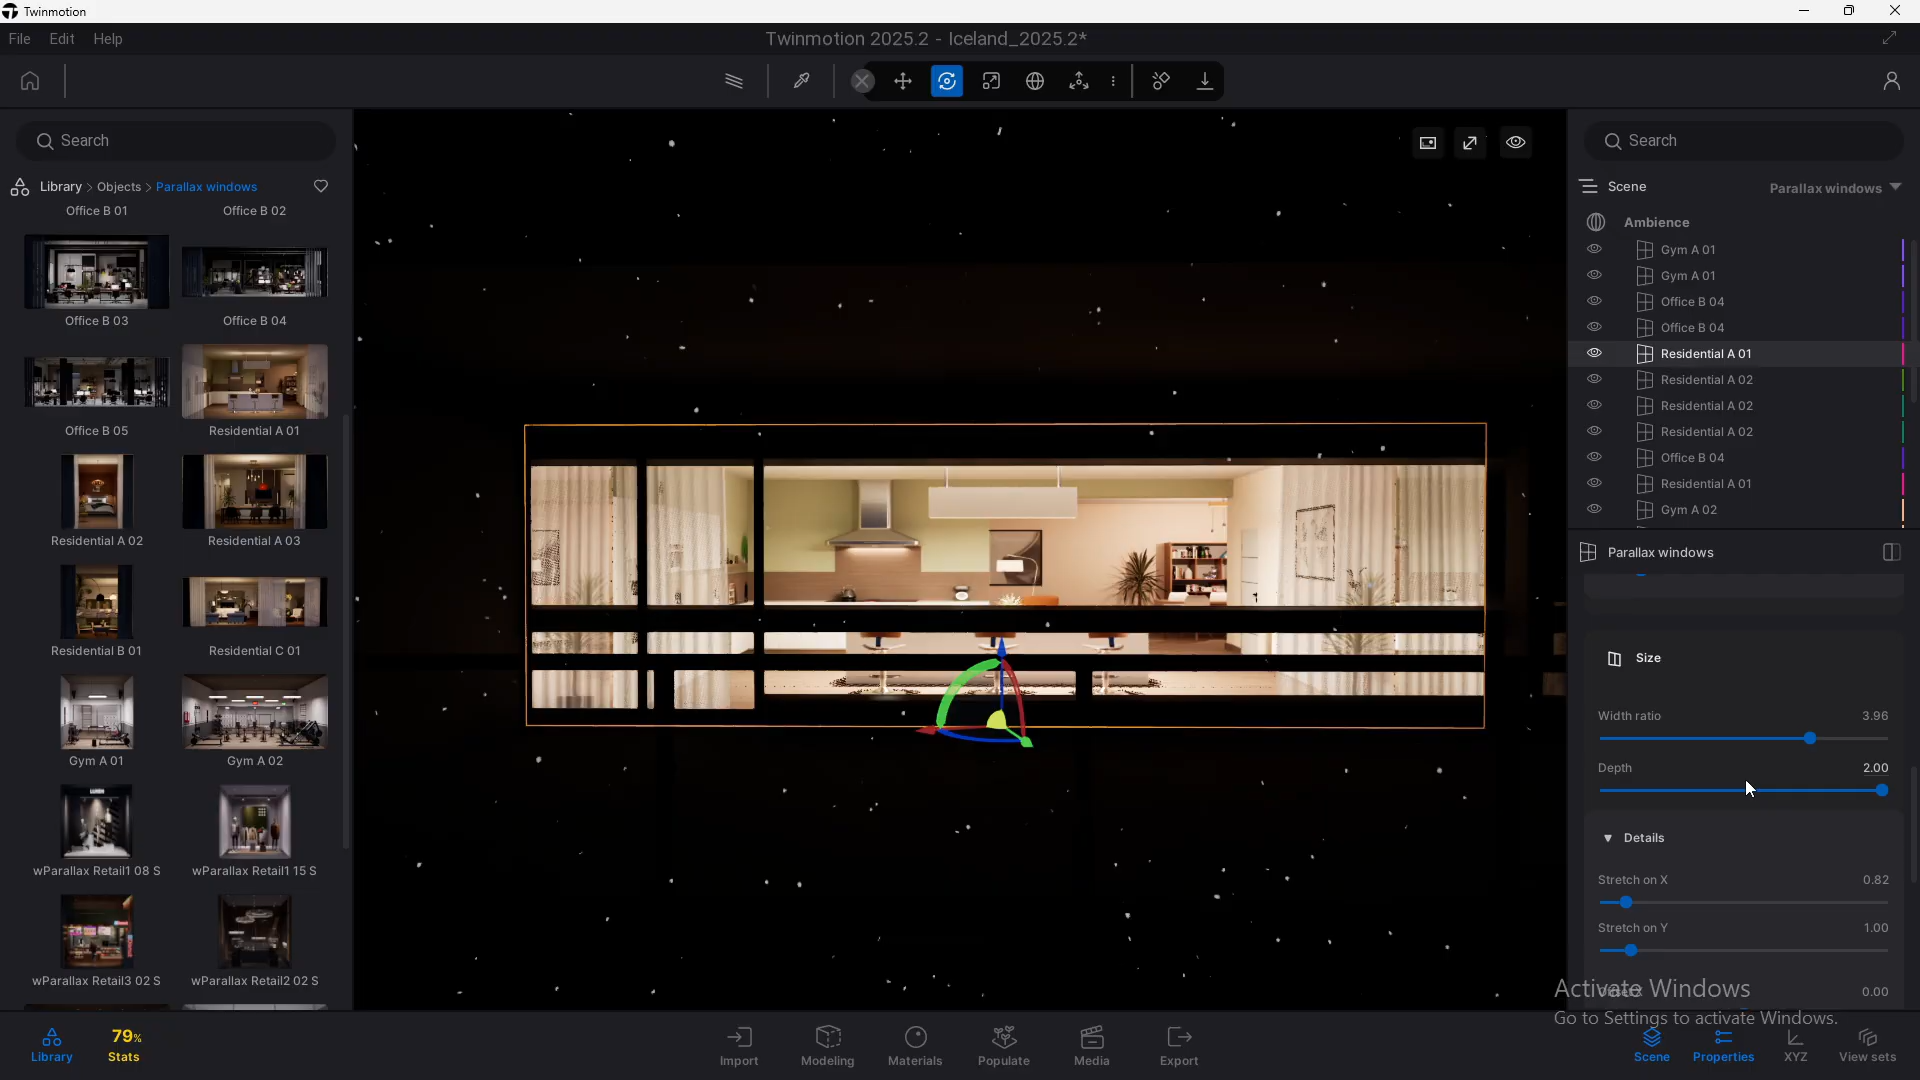 Twinmotion
File Edit Help
Twinmotion 2025.2 - Iceland_2025.2*
Search
Library > Objects > Parallax windows
Office B 01 Office B 02
Office B 03 Office B 04
Office B 05 Residential A 01
Residential A 02 Residential A 03
Residential B 01 Residential C 01
Gym A 01 Gym A 02
wParallax Retail1 08 S wParallax Retail1 15 S
wParallax Retail3 02 S wParallax Retail2 02 S
Search
Scene Parallax windows
Ambience
Gym A 01
Gym A 01
Office B 04
Office B 04
Residential A 01
Residential A 02
Residential A 02
Residential A 02
Office B 04
Residential A 01
Gym A 02
Parallax windows
Size
Width ratio 3.96
Depth 2.00
Details
Stretch on X 0.82
Stretch on Y 1.00
0.00
Activate Windows
Go to Settings to activate Windows.
Library
79% Stats
Import Modeling Materials Populate Media Export
Scene Properties XYZ View sets